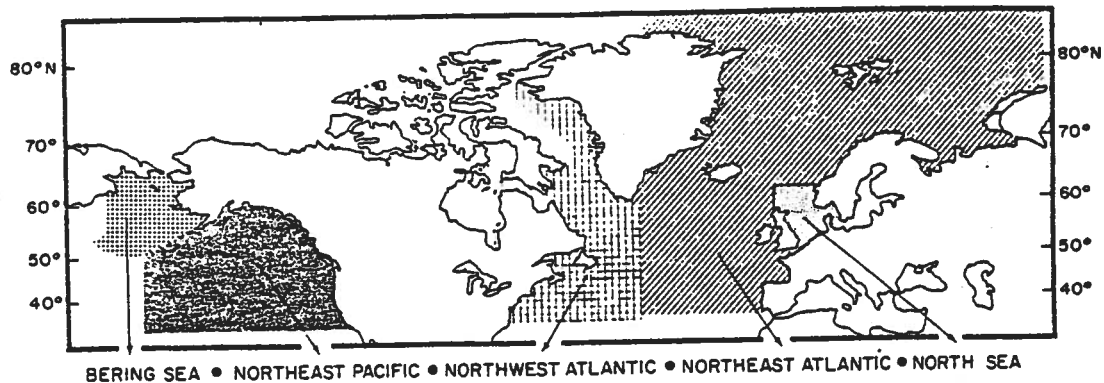 80°N 80°N
70° 70°
60° 60°
50° 50°
40° 40°
BERING SEA ● NORTHEAST PACIFIC ● NORTHWEST ATLANTIC ● NORTHEAST ATLANTIC ● NORTH SEA